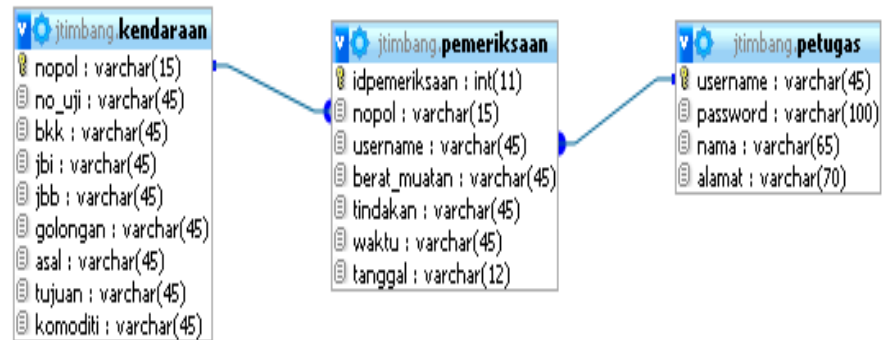 jtimbang.kendaraan
nopol : varchar(15)
no_uji : varchar(45)
bkk : varchar(45)
jbi : varchar(45)
jbb : varchar(45)
golongan : varchar(45)
asal : varchar(45)
tujuan : varchar(45)
komoditi : varchar(45)
jtimbang.pemeriksaan
idpemeriksaan : int(11)
nopol : varchar(15)
username : varchar(45)
berat_muatan : varchar(45)
tindakan : varchar(45)
waktu : varchar(45)
tanggal : varchar(12)
jtimbang.petugas
username : varchar(45)
password : varchar(100)
nama : varchar(65)
alamat : varchar(70)